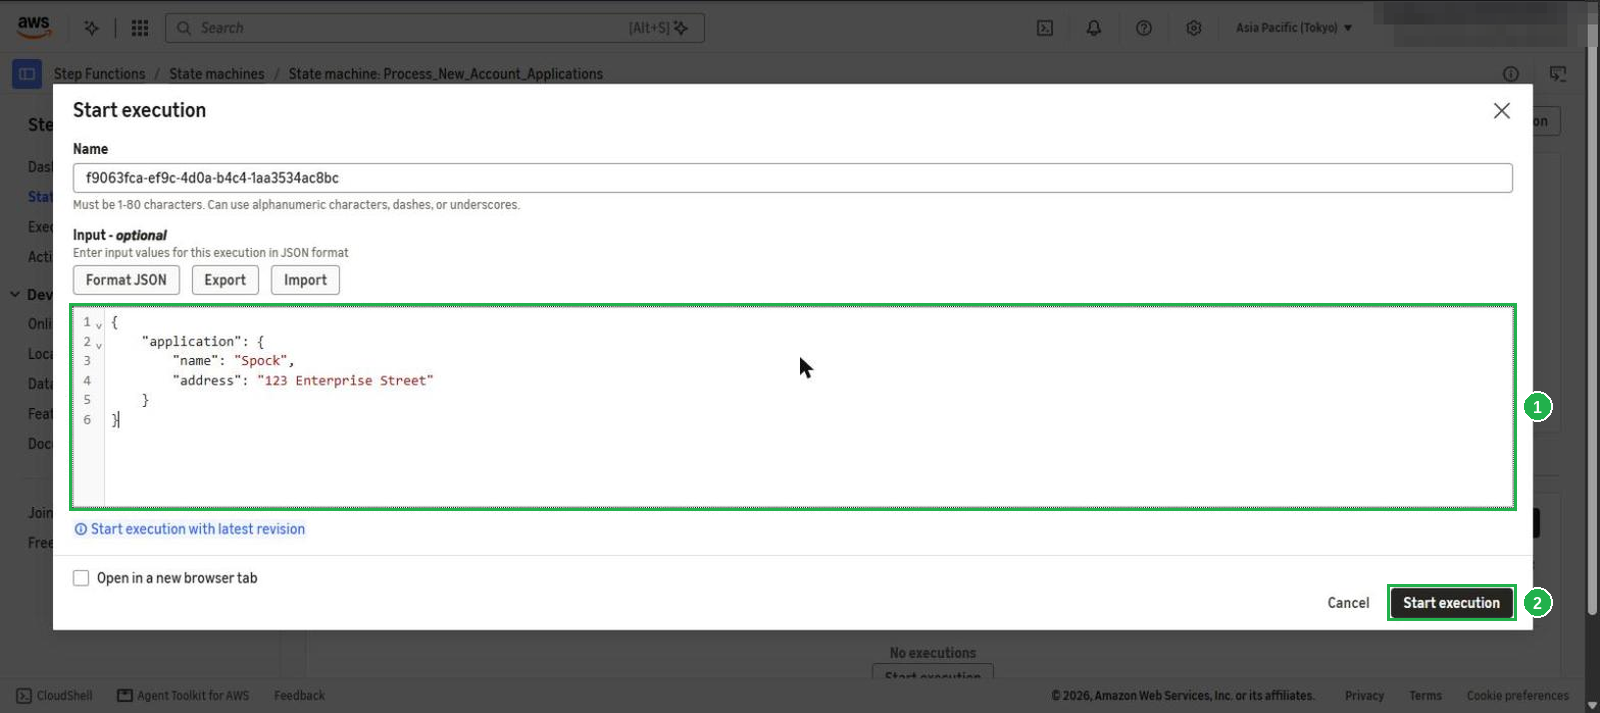 aws
Search
[Alt+S]
Asia Pacific (Tokyo)
Step Functions / State machines / State machine: Process_New_Account_Applications
Start execution
Name
f9063fca-ef9c-4d0a-b4c4-1aa3534ac8bc
Must be 1-80 characters. Can use alphanumeric characters, dashes, or underscores.
Input - optional
Enter input values for this execution in JSON format
Format JSON Export Import
1 {
2 "application": {
3 "name": "Spock",
4 "address": "123 Enterprise Street"
5 }
6 }
1
Start execution with latest revision
Open in a new browser tab
Cancel Start execution 2
No executions
Start execution
CloudShell Agent Toolkit for AWS Feedback © 2026, Amazon Web Services, Inc. or its affiliates. Privacy Terms Cookie preferences